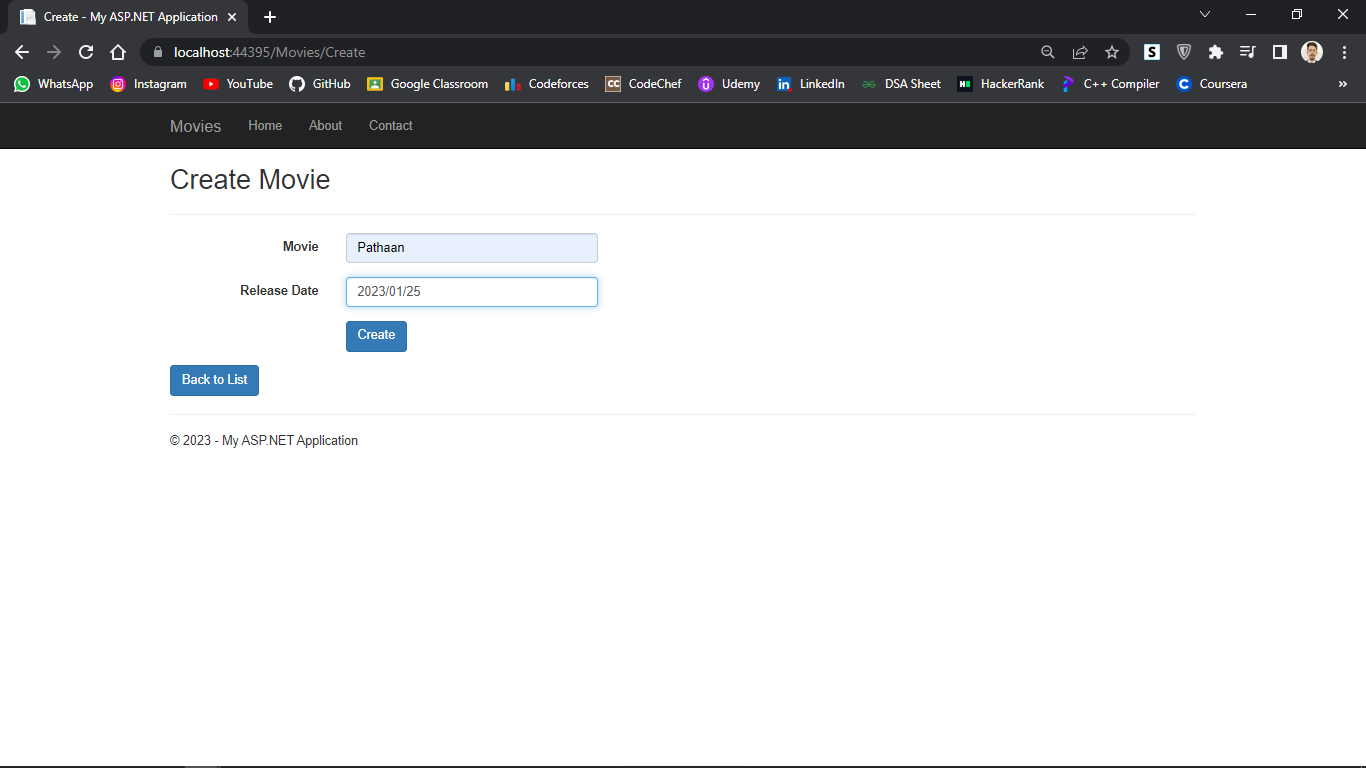 Create - My ASP.NET Application
localhost:44395/Movies/Create
WhatsApp Instagram YouTube GitHub Google Classroom Codeforces CC CodeChef Udemy in LinkedIn DSA Sheet HackerRank C++ Compiler Coursera »
Movies Home About Contact
Create Movie
Movie Pathaan
Release Date 2023/01/25
Create
Back to List
© 2023 - My ASP.NET Application